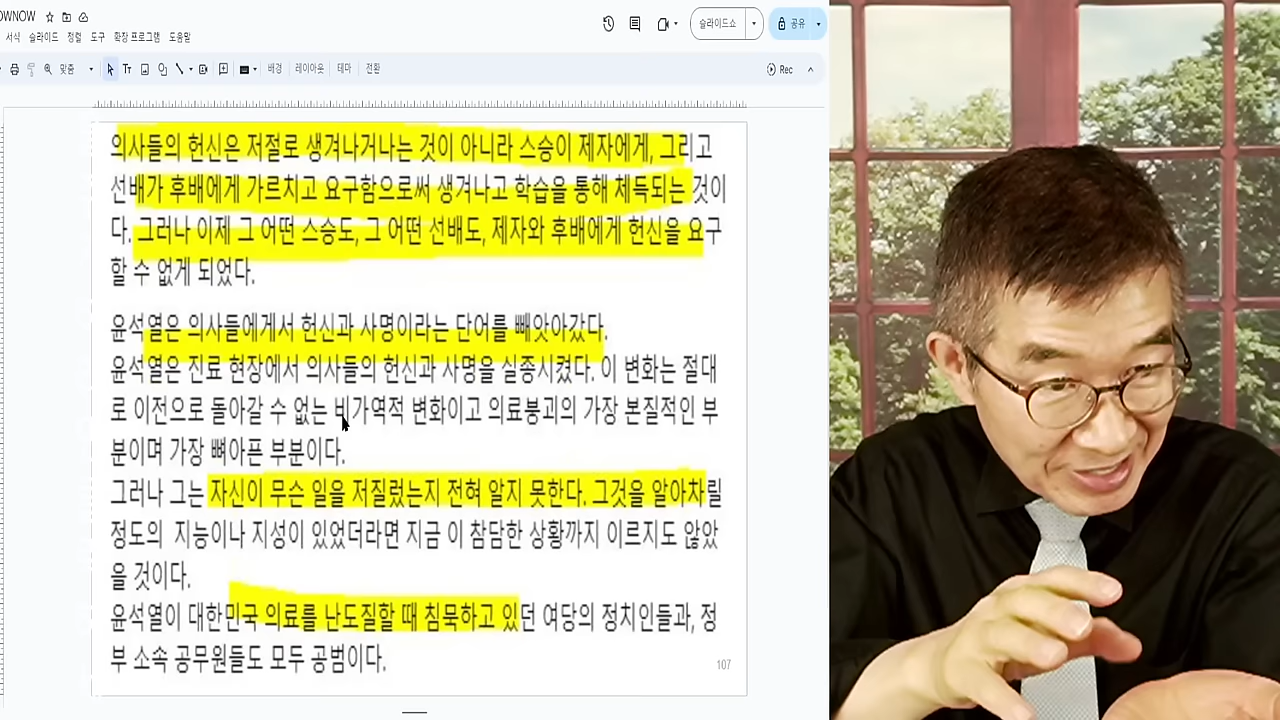 OWNOW
서식 슬라이드 정렬 도구 확장 프로그램 도움말
슬라이드쇼
공유
맞춤
배경 레이아웃 테마 전환
Rec
의사들의 헌신은 저절로 생겨나거나는 것이 아니라 스승이 제자에게, 그리고
선배가 후배에게 가르치고 요구함으로써 생겨나고 학습을 통해 체득되는 것이
다. 그러나 이제 그 어떤 스승도, 그 어떤 선배도, 제자와 후배에게 헌신을 요구
할 수 없게 되었다.
윤석열은 의사들에게서 헌신과 사명이라는 단어를 빼앗아갔다.
윤석열은 진료 현장에서 의사들의 헌신과 사명을 실종시켰다. 이 변화는 절대
로 이전으로 돌아갈 수 없는 비가역적 변화이고 의료붕괴의 가장 본질적인 부
분이며 가장 뼈아픈 부분이다.
그러나 그는 자신이 무슨 일을 저질렀는지 전혀 알지 못한다. 그것을 알아차릴
정도의 지능이나 지성이 있었더라면 지금 이 참담한 상황까지 이르지도 않았
을 것이다.
윤석열이 대한민국 의료를 난도질할 때 침묵하고 있던 여당의 정치인들과, 정
부 소속 공무원들도 모두 공범이다.
107